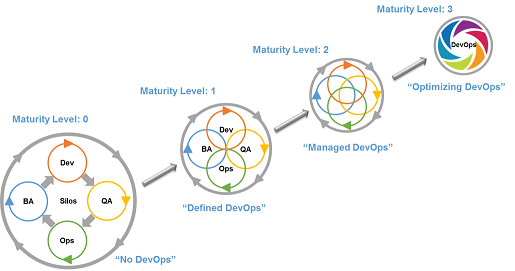 Maturity Level: 3
DevOps
“Optimizing DevOps”
Maturity Level: 2
“Managed DevOps”
Maturity Level: 1
Dev
BA
QA
Ops
“Defined DevOps”
Maturity Level: 0
Dev
BA
Silos
QA
Ops
“No DevOps”